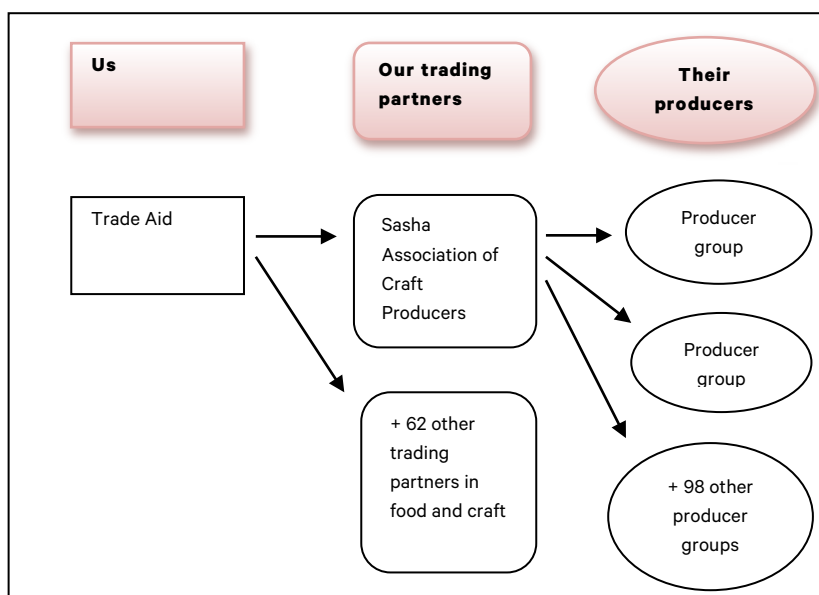 Us
Our trading
partners
Their
producers
Trade Aid
Sasha
Association of
Craft
Producers
Producer
group
Producer
group
+ 62 other
trading
partners in
food and craft
+ 98 other
producer
groups